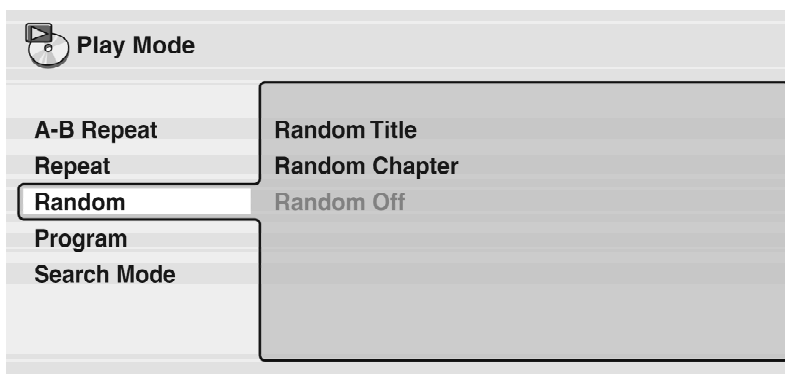 Play Mode
A-B Repeat
Repeat
Random
Program
Search Mode
Random Title
Random Chapter
Random Off